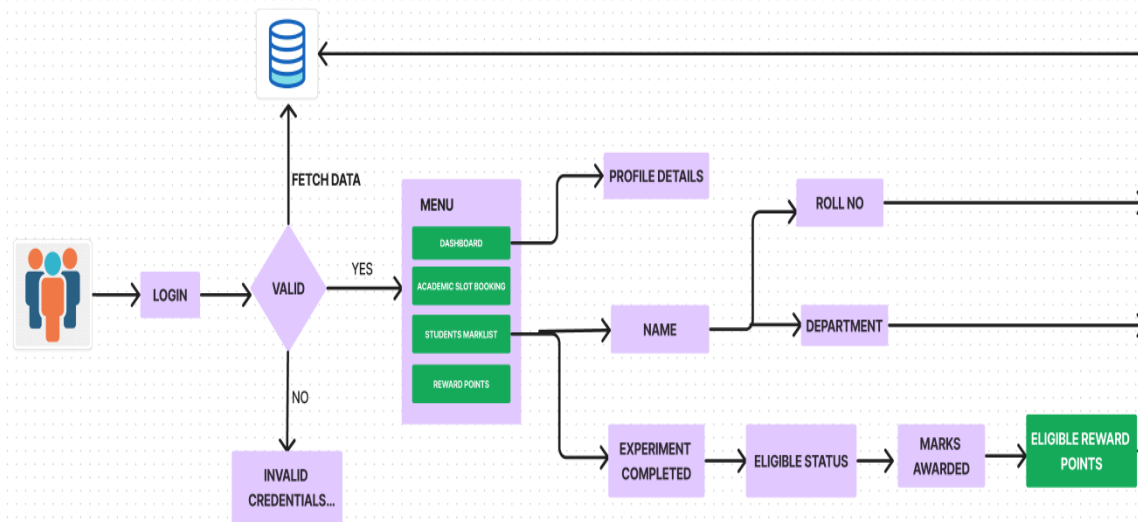 FETCH DATA
PROFILE DETAILS
MENU
ROLL NO
DASHBOARD
YES
ACADEMIC SLOT BOOKING
LOGIN
VALID
STUDENTS MARKLIST
NAME
DEPARTMENT
REWARD POINTS
NO
EXPERIMENT
COMPLETED
ELIGIBLE STATUS
MARKS
AWARDED
ELIGIBLE REWARD
POINTS
INVALID
CREDENTIALS...